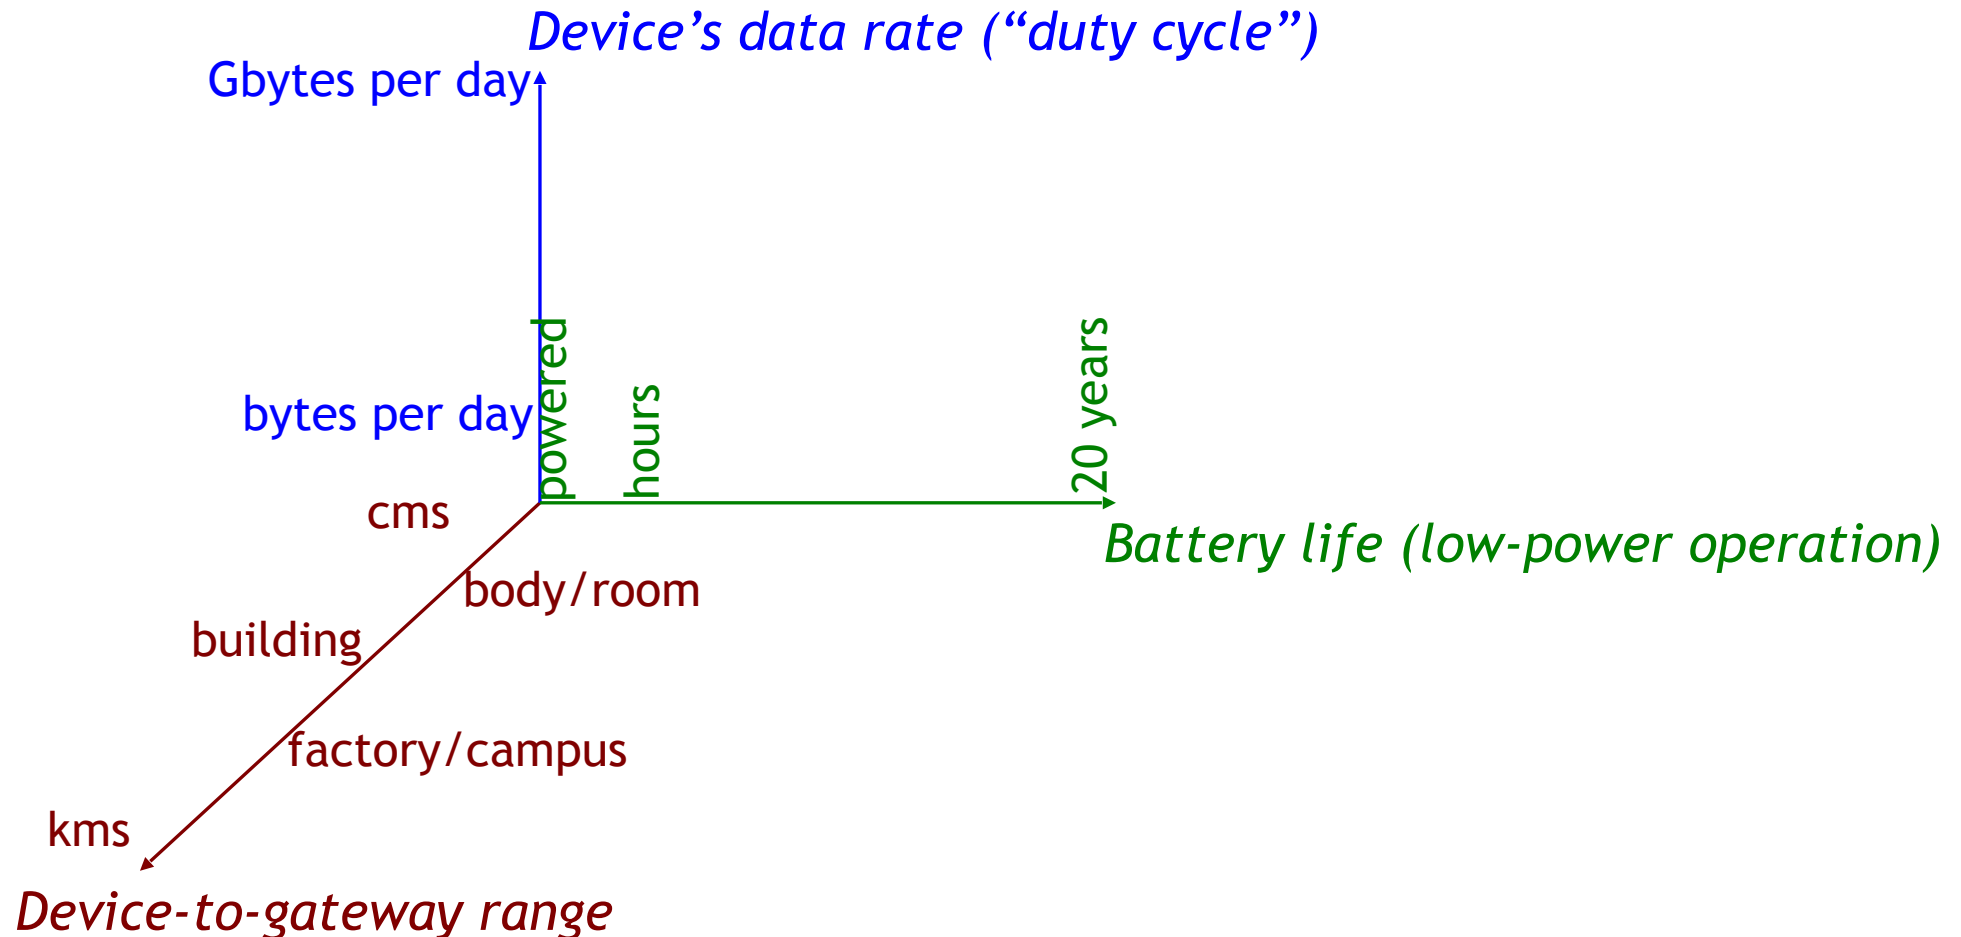 Device’s data rate (“duty cycle”)
Gbytes per day
bytes per day
powered
hours
20 years
Battery life (low-power operation)
cms
body/room
building
factory/campus
kms
Device-to-gateway range